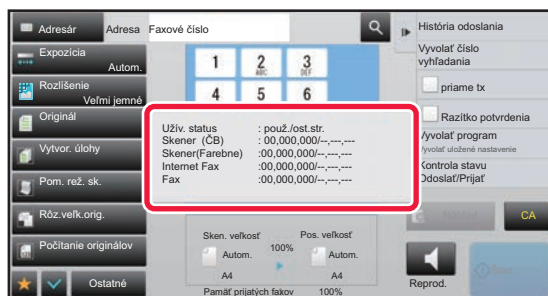 Adresár
Adresa
Faxové číslo
Expozícia
Autom.
Rozlíšenie
Veľmi jemné
Originál
Vytvor. úlohy
Pom. rež. sk.
Rôz.veľk.orig.
Počítanie originálov
Ostatné
1
2
ABC
3
DEF
4
5
6
Užív. status : použ./ost.str.
Skener (ČB) : 00,000,000/--,---,---
Skener(Farebne) :00,000,000/--,---,---
Internet Fax :00,000,000/--,---,---
Fax :00,000,000/--,---,---
Sken. veľkosť
Pos. veľkosť
100%
Autom.
Autom.
A4
A4
Pamäť prijatých fakov 100%
História odoslania
Vyvolať číslo
vyhľadania
priame tx
Razítko potvrdenia
Vyvolať program
Vyvolať uložené nastavenie
Kontrola stavu
Odoslať/Prijať
CA
Reprod.